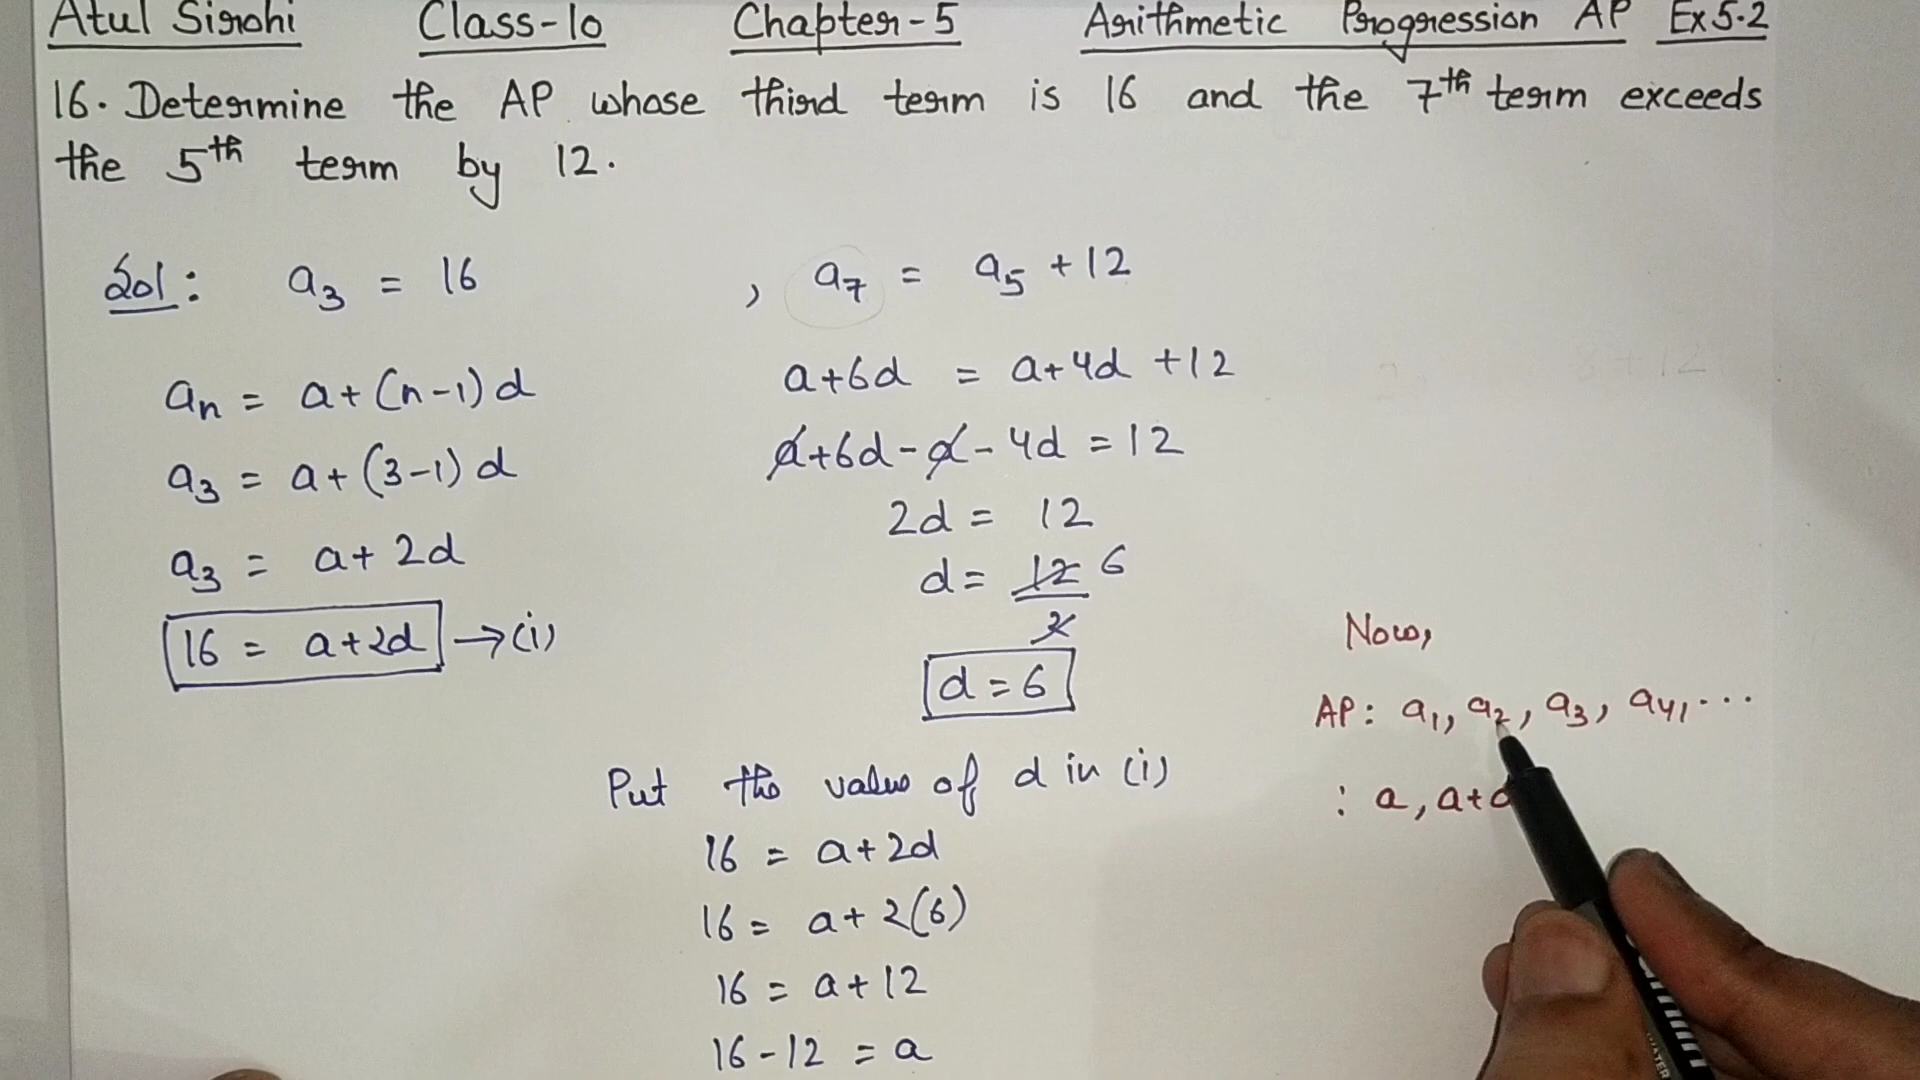 Atul Sirohi Class-10 Chapter-5 Arithmetic Progression AP Ex 5.2
16. Determine the AP whose third term is 16 and the 7th term exceeds
the 5th term by 12.
Sol: a₃ = 16 , a₇ = a₅ + 12
aₙ = a + (n-1) d
a₃ = a + (3-1) d
a₃ = a + 2d
16 = a + 2d → (i)
a + 6d = a + 4d + 12
a + 6d - a - 4d = 12
2d = 12
d = 12/2 6
d = 6
Put the value of d in (i)
16 = a + 2d
16 = a + 2(6)
16 = a + 12
16 - 12 = a
Now,
AP: a₁, a₂, a₃, a₄, ...
: a, a+d